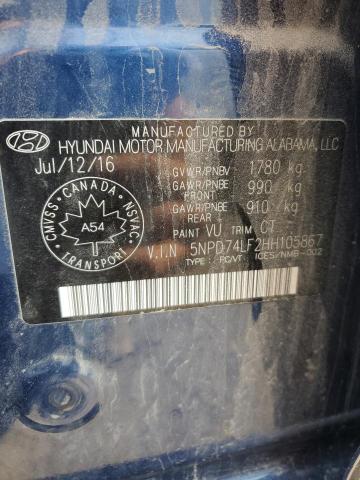 MANUFACTURED BY
HYUNDAI MOTOR MANUFACTURING ALABAMA, LLC
Jul/12/16
GVWR/PNBV 1780 kg
GAWR/PNBE FRONT 990 kg
GAWR/PNBE REAR 910 kg
PAINT VU TRIM CT
V.I.N 5NPD74LF2HH105867
TYPE : PC/VT ICES/NMB-002
CANADA
CMVSS NSVAC
A54
TRANSPORT